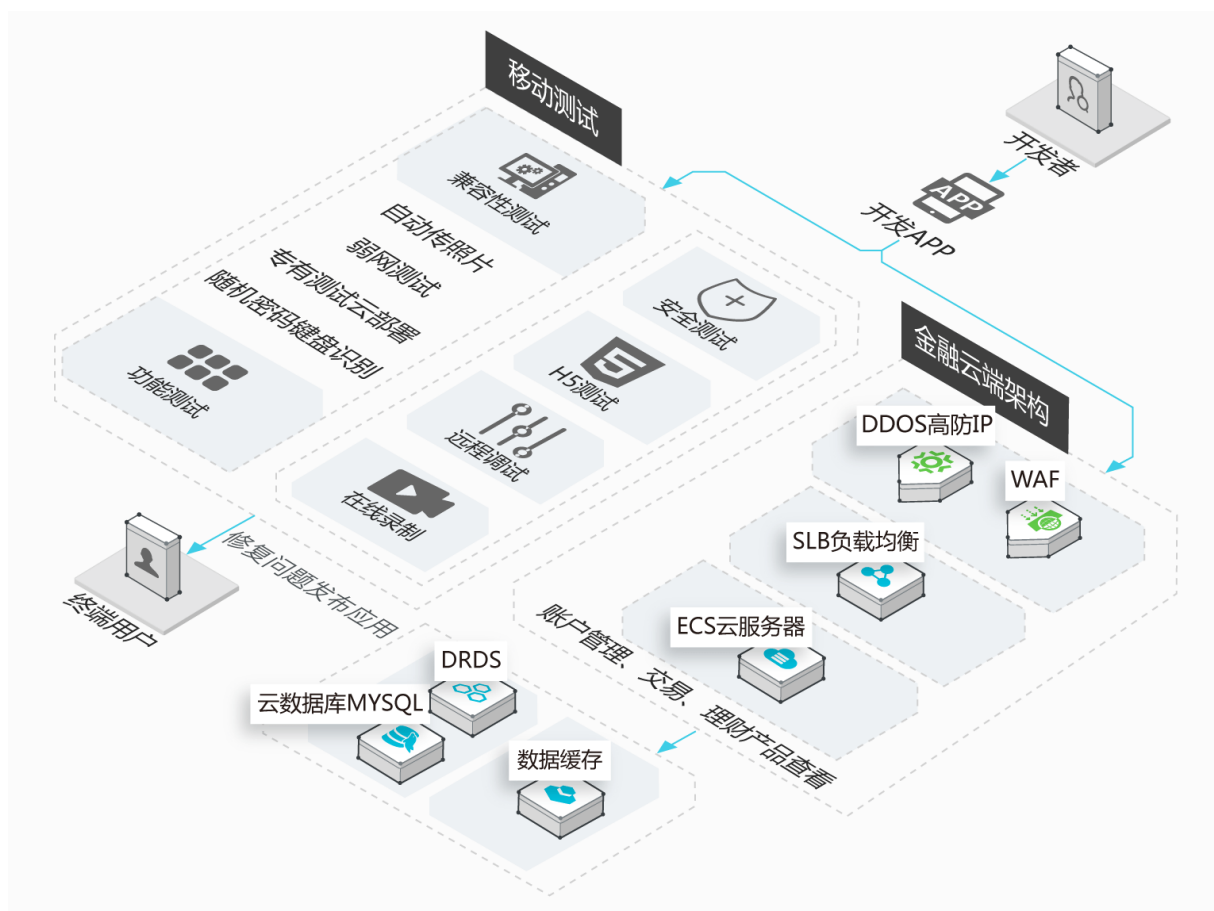 移动测试
开发者
APP
开发APP
兼容性测试
自动传照片
弱网测试
专有测试云部署
随机密码键盘识别
功能测试
安全测试
H5测试
远程调试
在线录制
金融云端架构
DDOS高防IP
WAF
SLB负载均衡
ECS云服务器
账户管理、交易、理财产品查看
修复问题发布应用
终端用户
DRDS
云数据库MYSQL
数据缓存